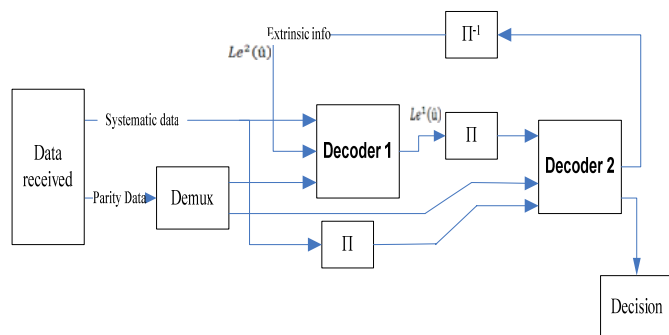 Extrinsic info
Π⁻¹
Le²(û)
Systematic data
Le¹(û)
Data
received
Decoder 1
Π
Decoder 2
Parity Data
Demux
Π
Decision